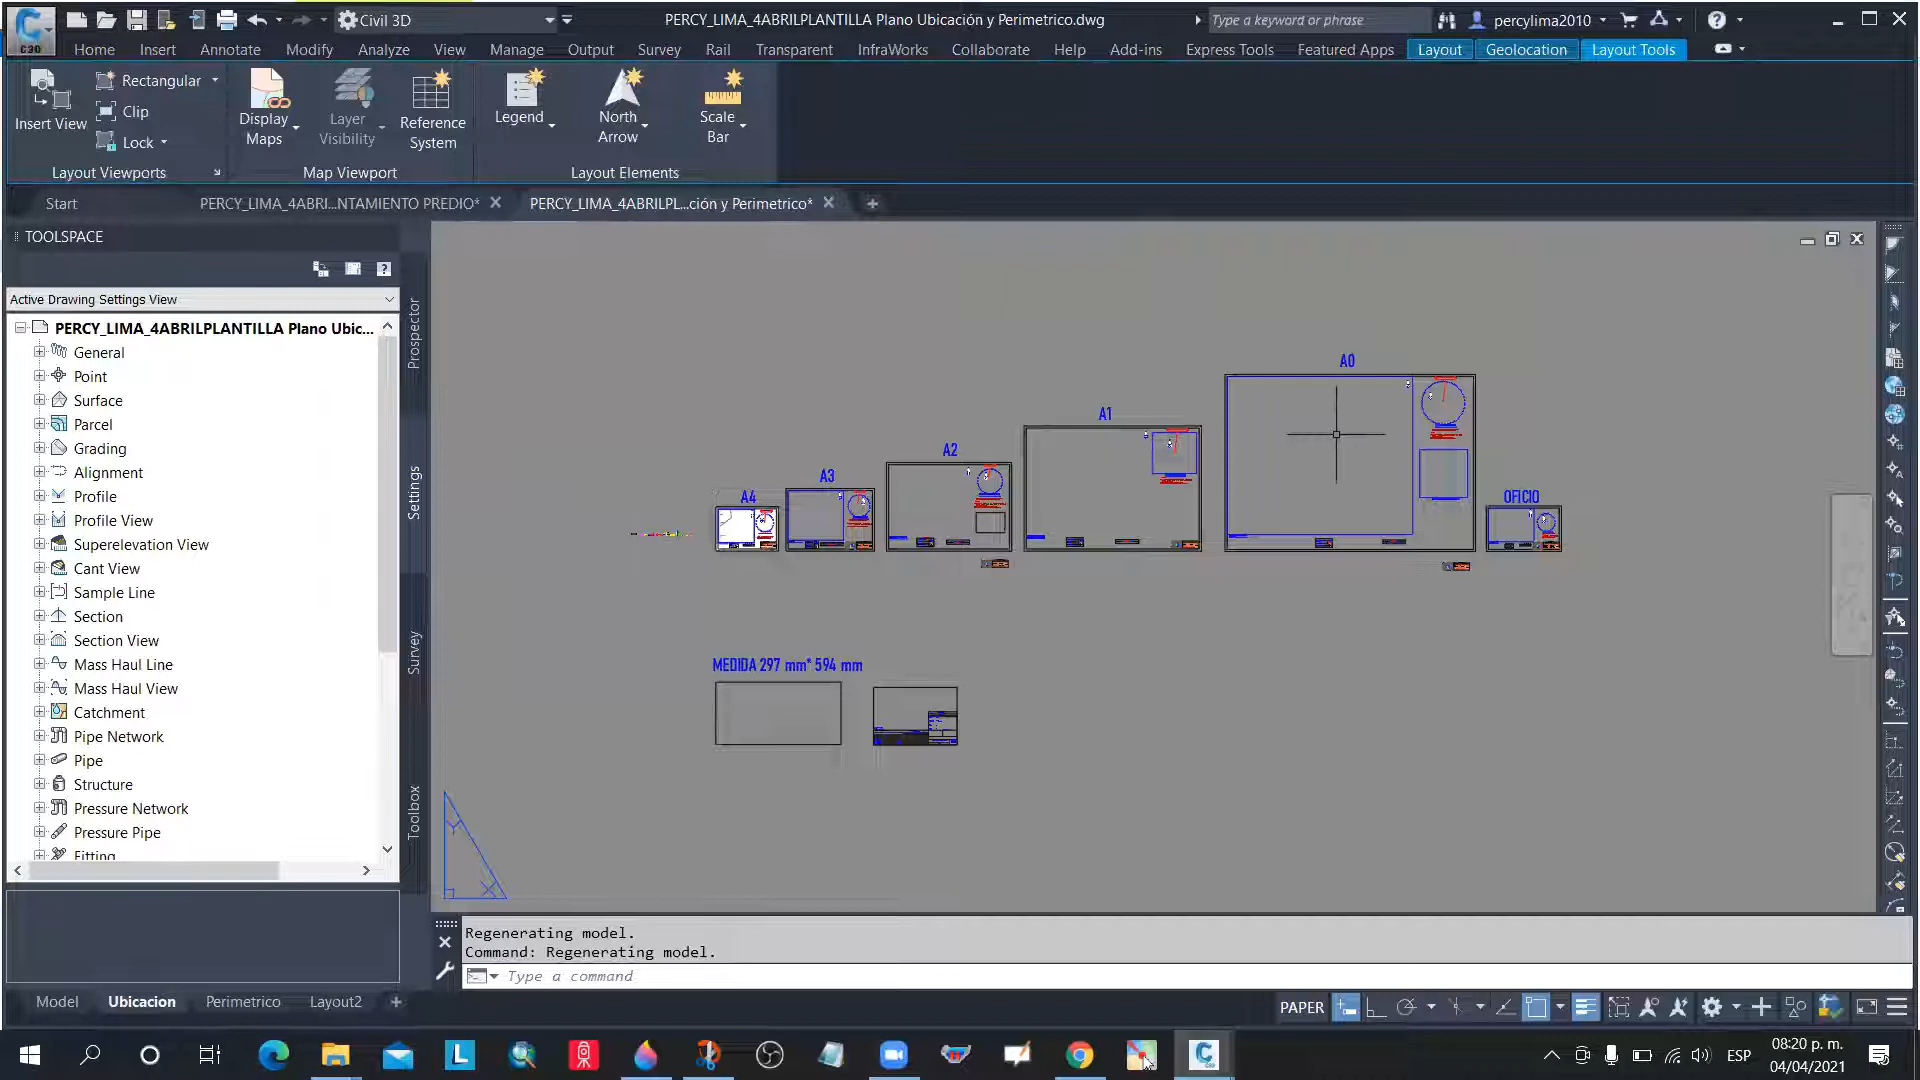 Civil 3D
PERCY_LIMA_4ABRILPLANTILLA Plano Ubicación y Perimetrico.dwg
Type a keyword or phrase
percylima2010
C3D
Home Insert Annotate Modify Analyze View Manage Output Survey Rail Transparent InfraWorks Collaborate Help Add-ins Express Tools Featured Apps Layout Geolocation Layout Tools
Insert View
Rectangular
Clip
Lock
Display Maps
Layer Visibility
Reference System
Legend
North Arrow
Scale Bar
Layout Viewports
Map Viewport
Layout Elements
Start
PERCY_LIMA_4ABRI...NTAMIENTO PREDIO*
PERCY_LIMA_4ABRILPL...ción y Perimetrico*
TOOLSPACE
Active Drawing Settings View
PERCY_LIMA_4ABRILPLANTILLA Plano Ubic...
General
Point
Surface
Parcel
Grading
Alignment
Profile
Profile View
Superelevation View
Cant View
Sample Line
Section
Section View
Mass Haul Line
Mass Haul View
Catchment
Pipe Network
Pipe
Structure
Pressure Network
Pressure Pipe
Fitting
Prospector
Settings
Survey
Toolbox
A4
A3
A2
A1
A0
OFICIO
MEDIDA 297 mm* 594 mm
Y
X
Regenerating model.
Command: Regenerating model.
Type a command
Model Ubicacion Perimetrico Layout2
PAPER
ESP
08:20 p. m.
04/04/2021